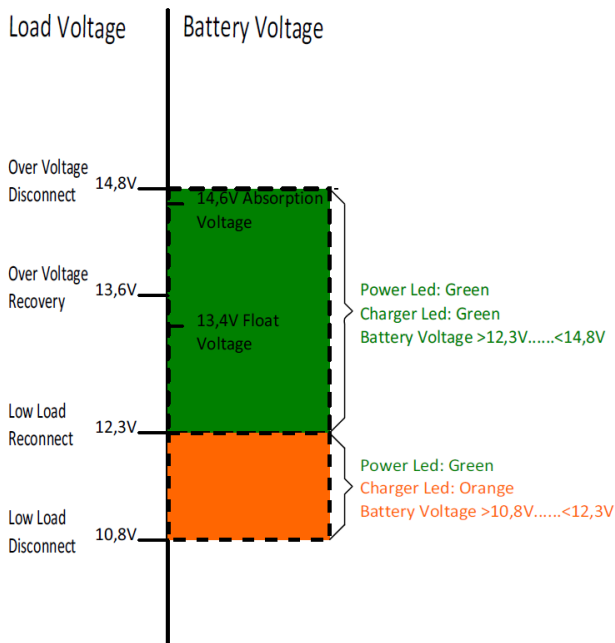 Load Voltage
Battery Voltage
Over Voltage
Disconnect
14,8V
14,6V Absorption
Voltage
Over Voltage
Recovery
13,6V
13,4V Float
Voltage
Power Led: Green
Charger Led: Green
Battery Voltage >12,3V......<14,8V
Low Load
Reconnect
12,3V
Power Led: Green
Charger Led: Orange
Battery Voltage >10,8V......<12,3V
Low Load
Disconnect
10,8V